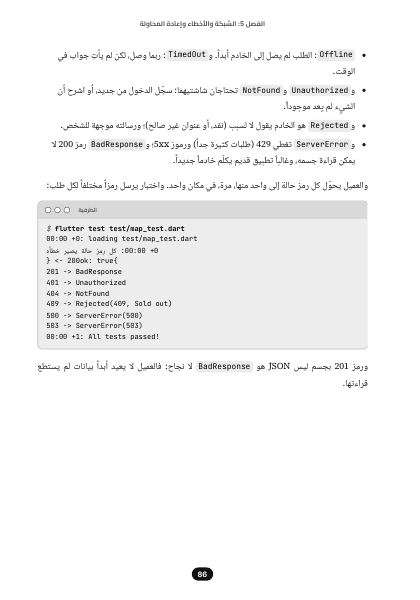 الفصل 5: الشبكة والأخطاء وإعادة المحاولة
• Offline: الطلب لم يصل إلى الخادم أبداً. وTimedOut: ربما وصل، لكن لم يأتِ جواب في
الوقت.
• وUnauthorized وNotFound تحتاجان شاشتيهما: سجّل الدخول من جديد، أو اشرح أن
الشيء لم يعد موجوداً.
• وRejected هو الخادم يقول لا لسبب (نفد، أو عنوان غير صالح)؛ ورسالته موجهة للشخص.
• وServerError تغطي 429 (طلبات كثيرة جداً) ورموز 5xx؛ وBadResponse رمز 200 لا
يمكن قراءة جسمه، وغالباً تطبيق قديم يكلّم خادماً جديداً.
والعميل يحوّل كل رمز حالة إلى واحد منها، مرة، في مكان واحد. واختبار يرسل رمزاً مختلفاً لكل طلب:
الطرفية
$ flutter test test/map_test.dart
00:00 +0: loading test/map_test.dart
00:00 +0: كل رمز حالة يصير خطأه
} <- 200ok: true{
201 -> BadResponse
401 -> Unauthorized
404 -> NotFound
409 -> Rejected(409, Sold out)
500 -> ServerError(500)
503 -> ServerError(503)
00:00 +1: All tests passed!
ورمز 201 بجسم ليس JSON هو BadResponse لا نجاح: فالعميل لا يعيد أبداً بيانات لم يستطع
قراءتها.
86